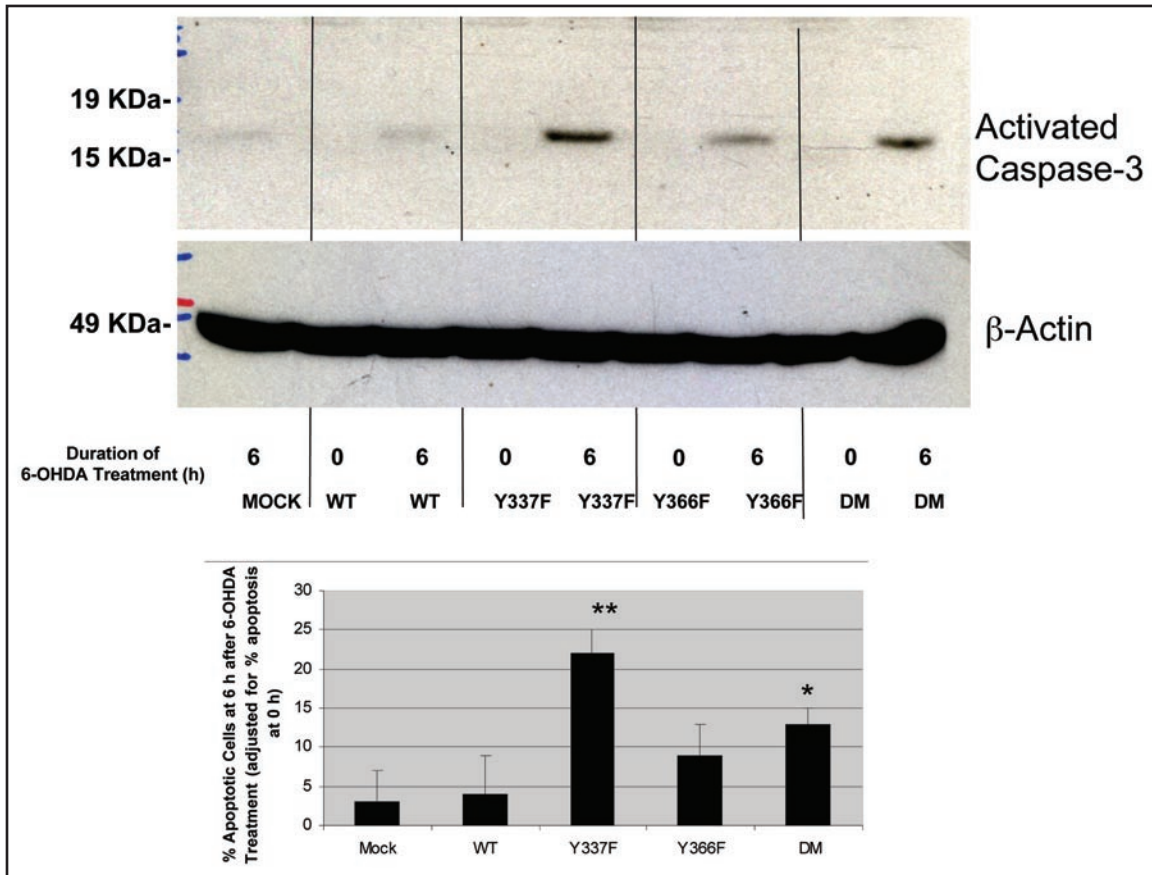 19 KDa-
15 KDa-
Activated
Caspase-3
49 KDa-
β-Actin
Duration of
6-OHDA Treatment (h)
6 0 6 0 6 0 6 0 6
MOCK WT WT Y337F Y337F Y366F Y366F DM DM
% Apoptotic Cells at 6 h after 6-OHDA
Treatment (adjusted for % apoptosis
at 0 h)
30
25
20
15
10
5
0
**
*
Mock WT Y337F Y366F DM